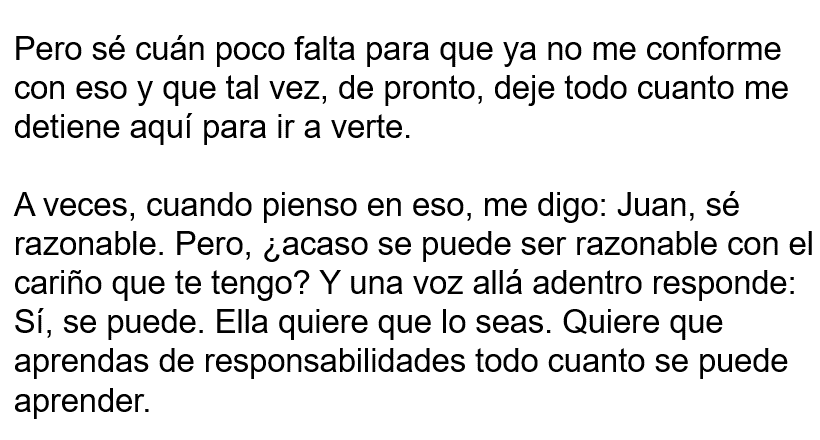 Pero sé cuán poco falta para que ya no me conforme
con eso y que tal vez, de pronto, deje todo cuanto me
detiene aquí para ir a verte.
A veces, cuando pienso en eso, me digo: Juan, sé
razonable. Pero, ¿acaso se puede ser razonable con el
cariño que te tengo? Y una voz allá adentro responde:
Sí, se puede. Ella quiere que lo seas. Quiere que
aprendas de responsabilidades todo cuanto se puede
aprender.